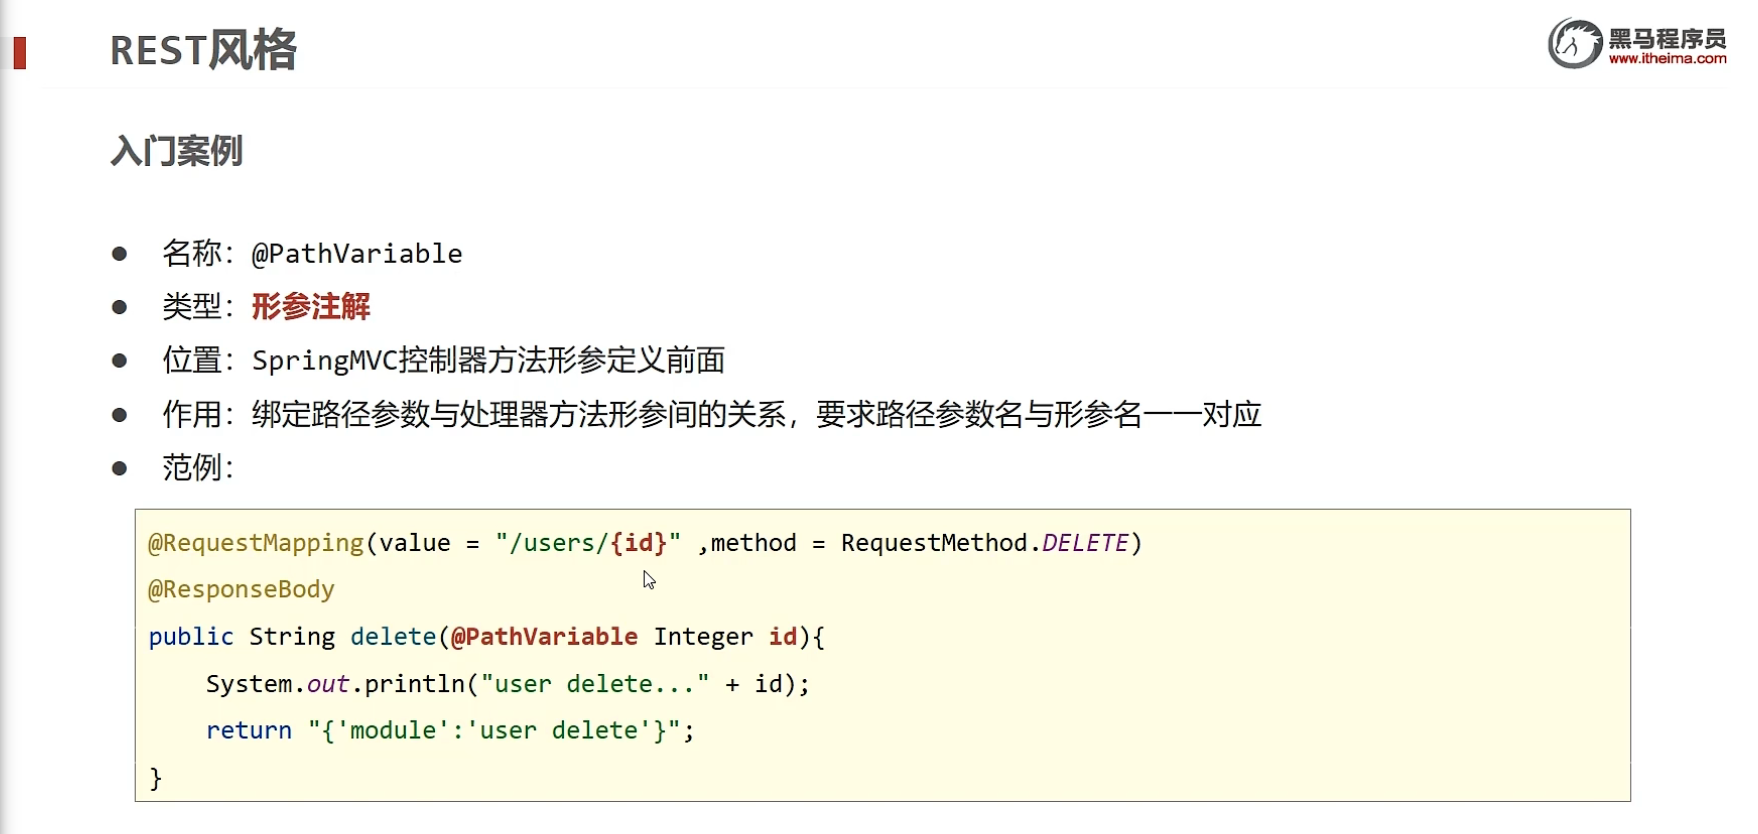 REST风格
黑马程序员
www.itheima.com
入门案例
● 名称：@PathVariable
● 类型：形参注解
● 位置：SpringMVC控制器方法形参定义前面
● 作用：绑定路径参数与处理器方法形参间的关系，要求路径参数名与形参名一一对应
● 范例：
@RequestMapping(value = "/users/{id}" ,method = RequestMethod.DELETE)
@ResponseBody
public String delete(@PathVariable Integer id){
    System.out.println("user delete..." + id);
    return "{'module':'user delete'}";
}